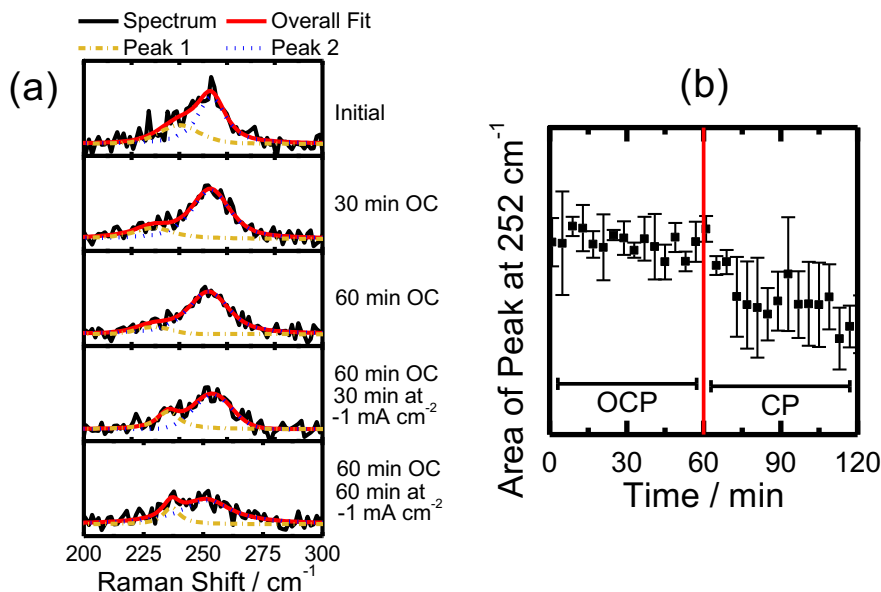 Spectrum Overall Fit
Peak 1 Peak 2
(a)
Initial
30 min OC
60 min OC
60 min OC
30 min at
-1 mA cm⁻²
60 min OC
60 min at
-1 mA cm⁻²
200 225 250 275 300
Raman Shift / cm⁻¹
(b)
Area of Peak at 252 cm⁻¹
OCP CP
0 30 60 90 120
Time / min